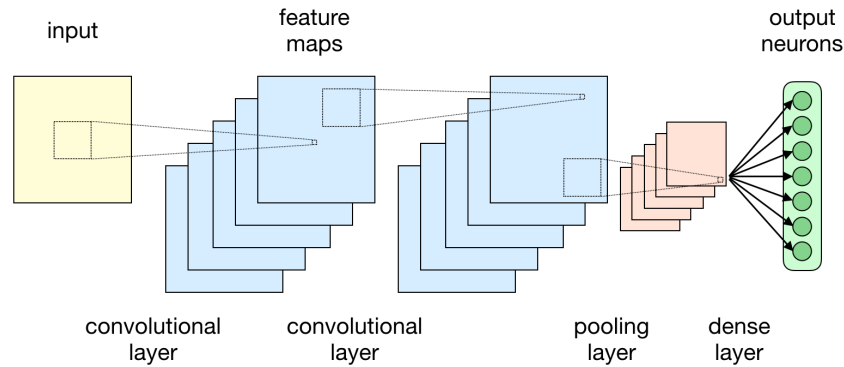 input
feature
maps
output
neurons
convolutional
layer
convolutional
layer
pooling
layer
dense
layer